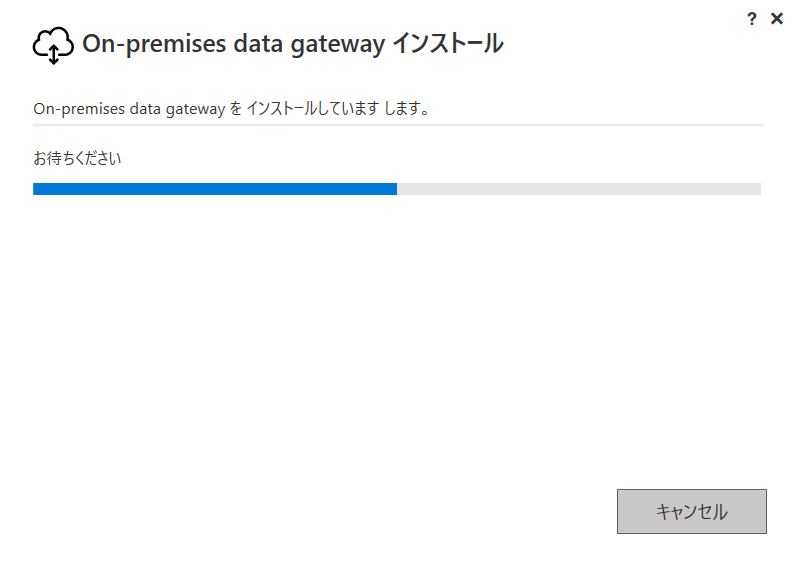 ? ×
On-premises data gateway インストール
On-premises data gateway を インストールしています します。
お待ちください
キャンセル